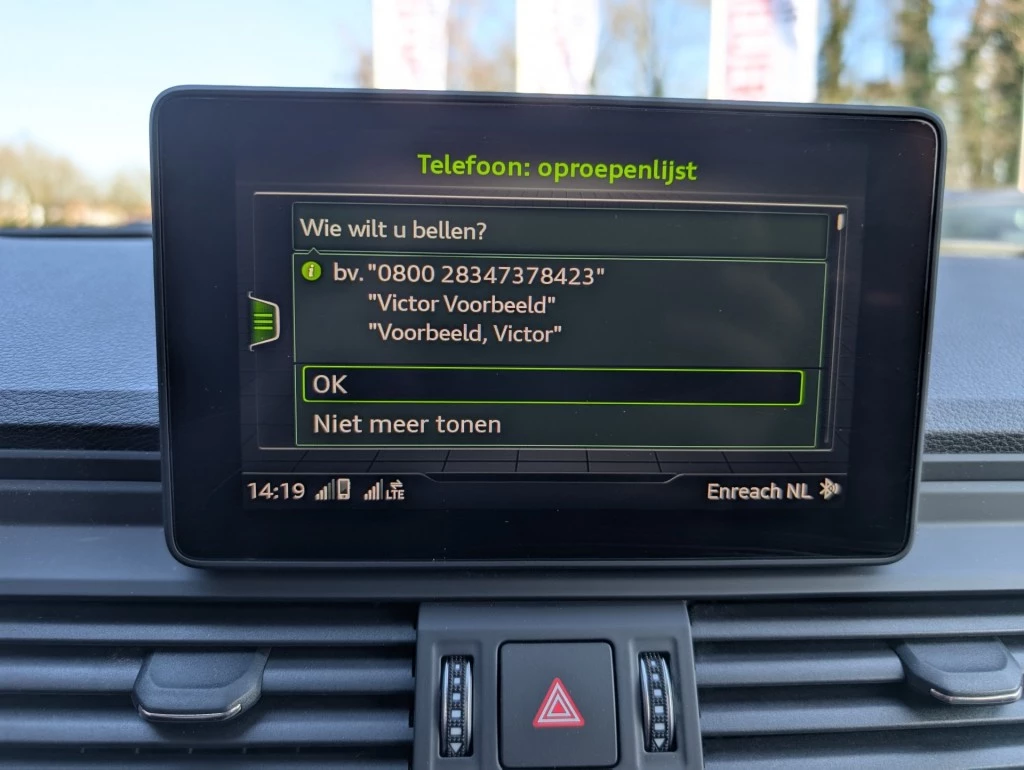 Telefoon: oproepenlijst
Wie wilt u bellen?
i bv. "0800 28347378423"
"Victor Voorbeeld"
"Voorbeeld, Victor"
OK
Niet meer tonen
14:19 LTE Enreach NL